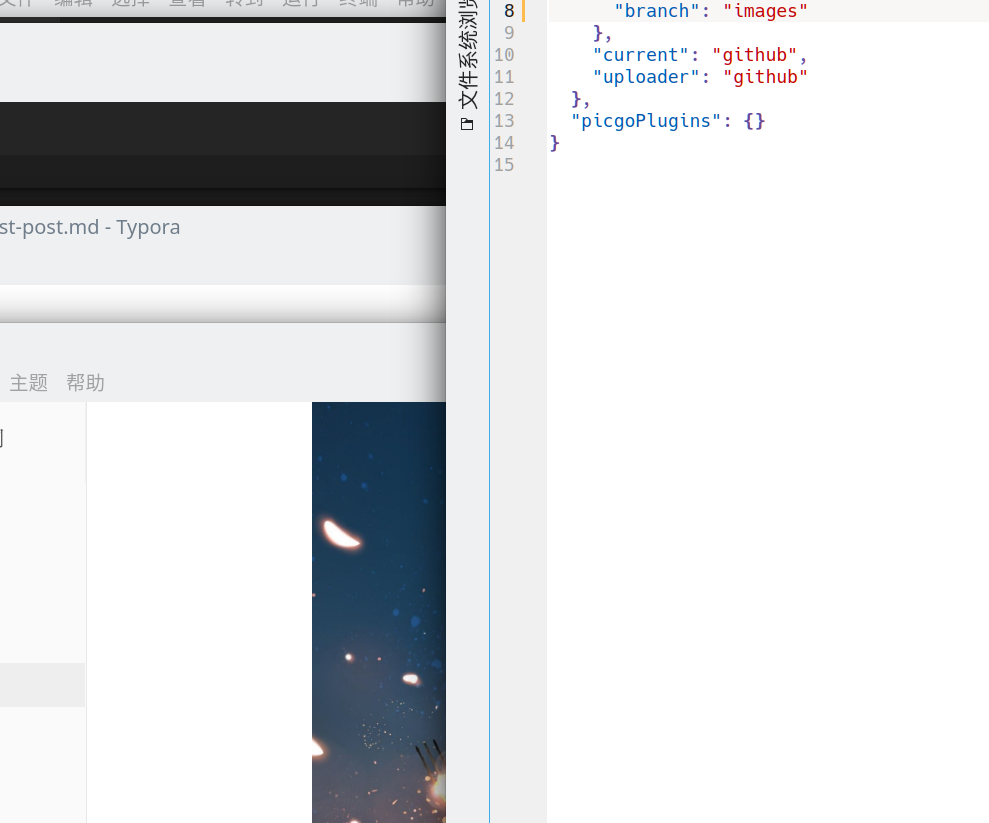 文件 编辑 选择 查看 转到 运行 终端 帮助
st-post.md - Typora
主题 帮助
文件系统浏览
8 "branch": "images"
9 },
10 "current": "github",
11 "uploader": "github"
12 },
13 "picgoPlugins": {}
14 }
15